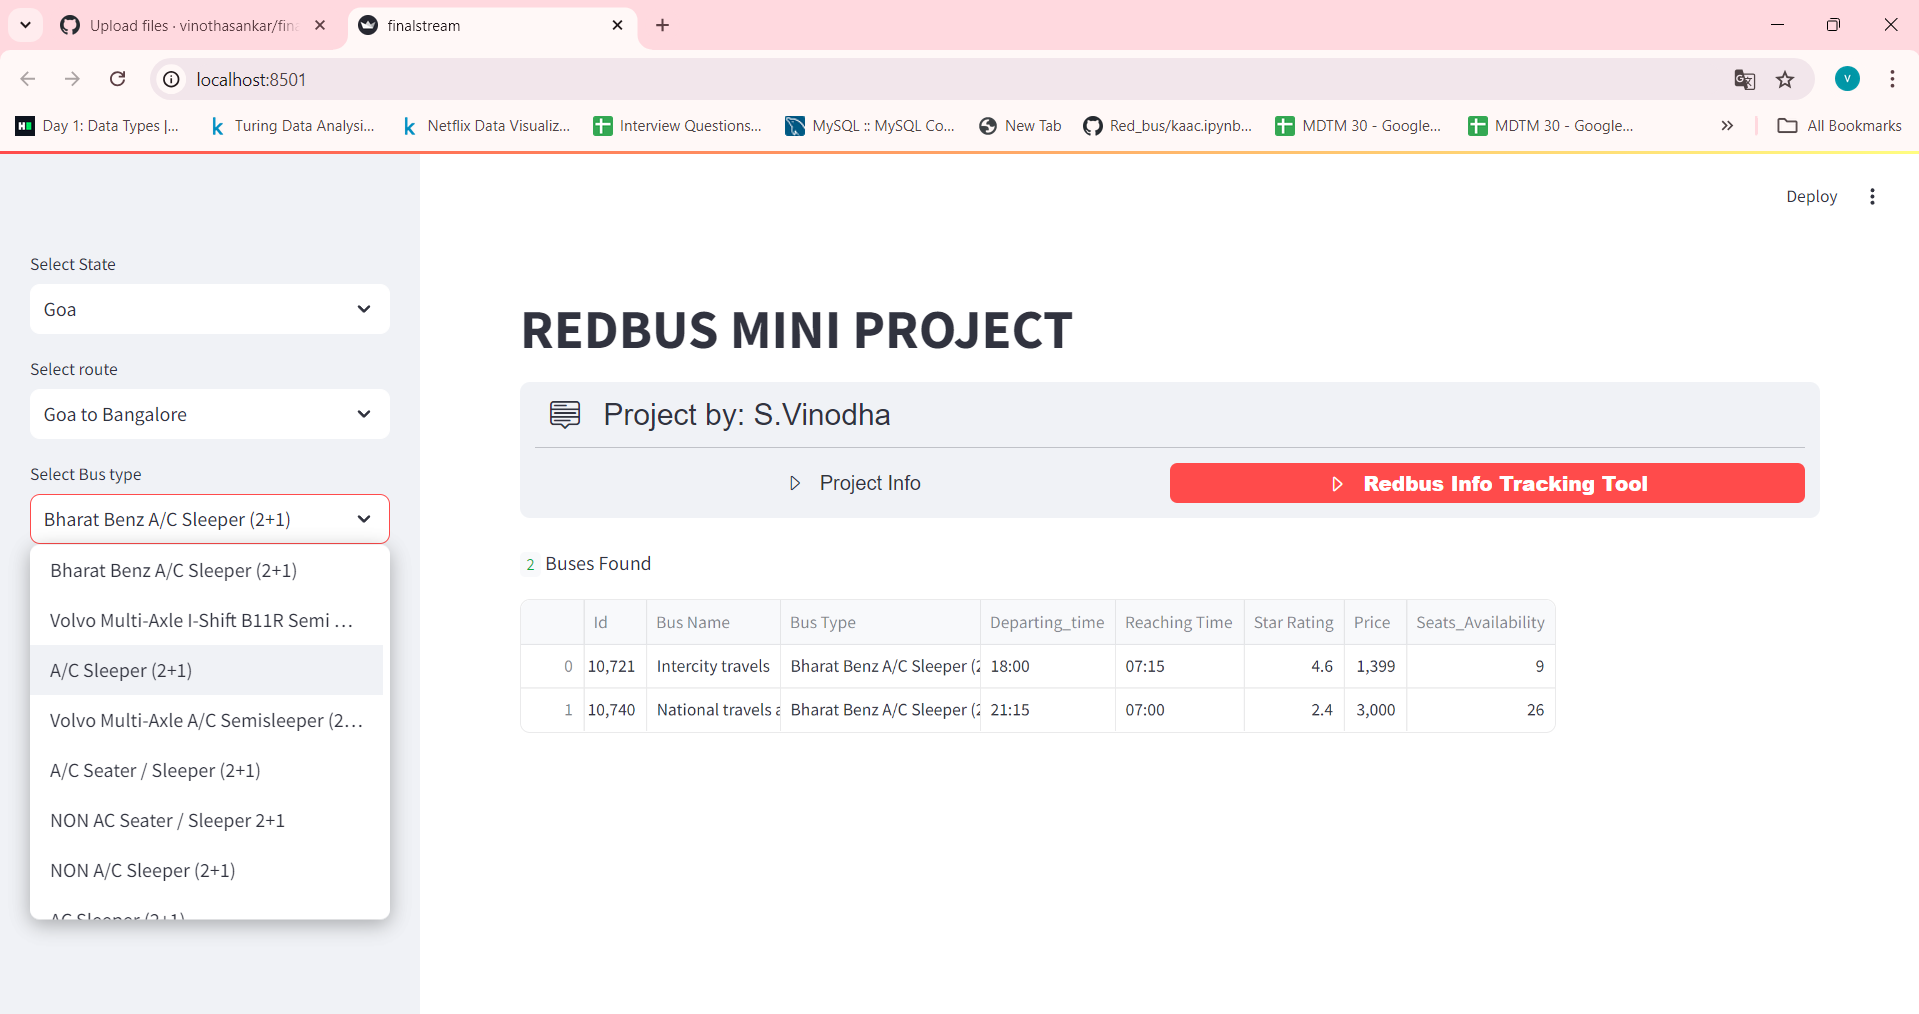 Upload files · vinothasankar/fin
finalstream
localhost:8501
V
Day 1: Data Types |...
Turing Data Analysi...
Netflix Data Visualiz...
Interview Questions...
MySQL :: MySQL Co...
New Tab
Red_bus/kaac.ipynb...
MDTM 30 - Google...
MDTM 30 - Google...
All Bookmarks
Deploy
Select State
Goa
Select route
Goa to Bangalore
Select Bus type
Bharat Benz A/C Sleeper (2+1)
Bharat Benz A/C Sleeper (2+1)
Volvo Multi-Axle I-Shift B11R Semi ...
A/C Sleeper (2+1)
Volvo Multi-Axle A/C Semisleeper (2...
A/C Seater / Sleeper (2+1)
NON AC Seater / Sleeper 2+1
NON A/C Sleeper (2+1)
AC Sleeper (2+1)
REDBUS MINI PROJECT
Project by: S.Vinodha
Project Info
Redbus Info Tracking Tool
2 Buses Found
Id Bus Name Bus Type Departing_time Reaching Time Star Rating Price Seats_Availability
0 10,721 Intercity travels Bharat Benz A/C Sleeper (2 18:00 07:15 4.6 1,399 9
1 10,740 National travels a Bharat Benz A/C Sleeper (2 21:15 07:00 2.4 3,000 26